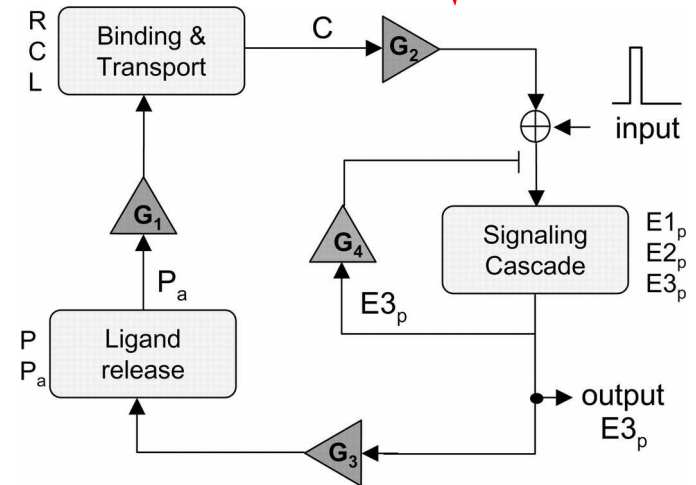 R
C
L
Binding &
Transport
C
G₂
input
G₁
G₄
Signaling
Cascade
E1ₚ
E2ₚ
E3ₚ
Pₐ
E3ₚ
P
Pₐ
Ligand
release
output
E3ₚ
G₃